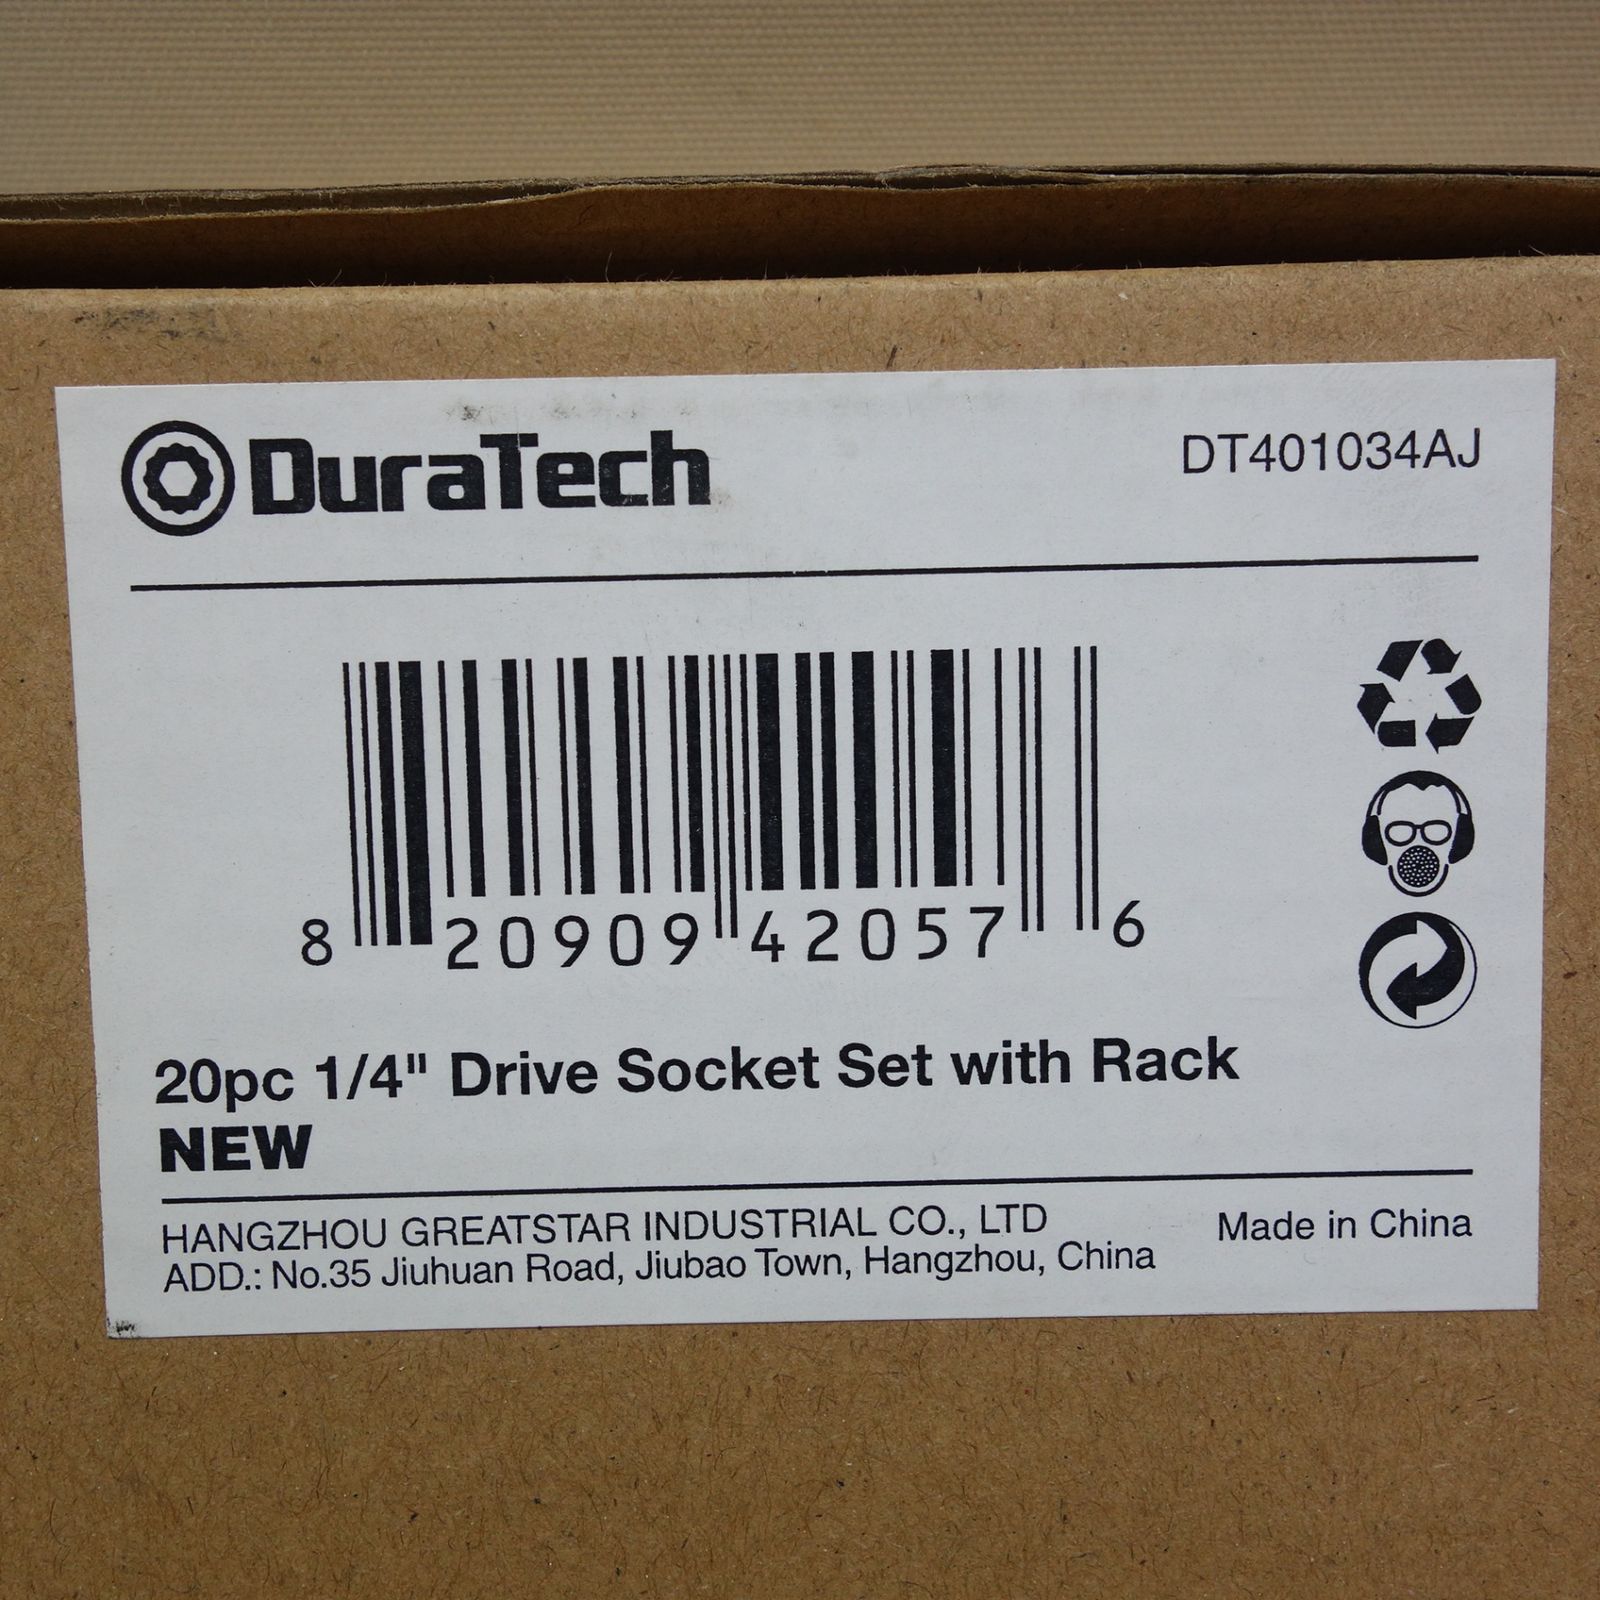 DuraTech
DT401034AJ
8 20909 42057 6
20pc 1/4" Drive Socket Set with Rack
NEW
HANGZHOU GREATSTAR INDUSTRIAL CO., LTD
Made in China
ADD.: No.35 Jiuhuan Road, Jiubao Town, Hangzhou, China